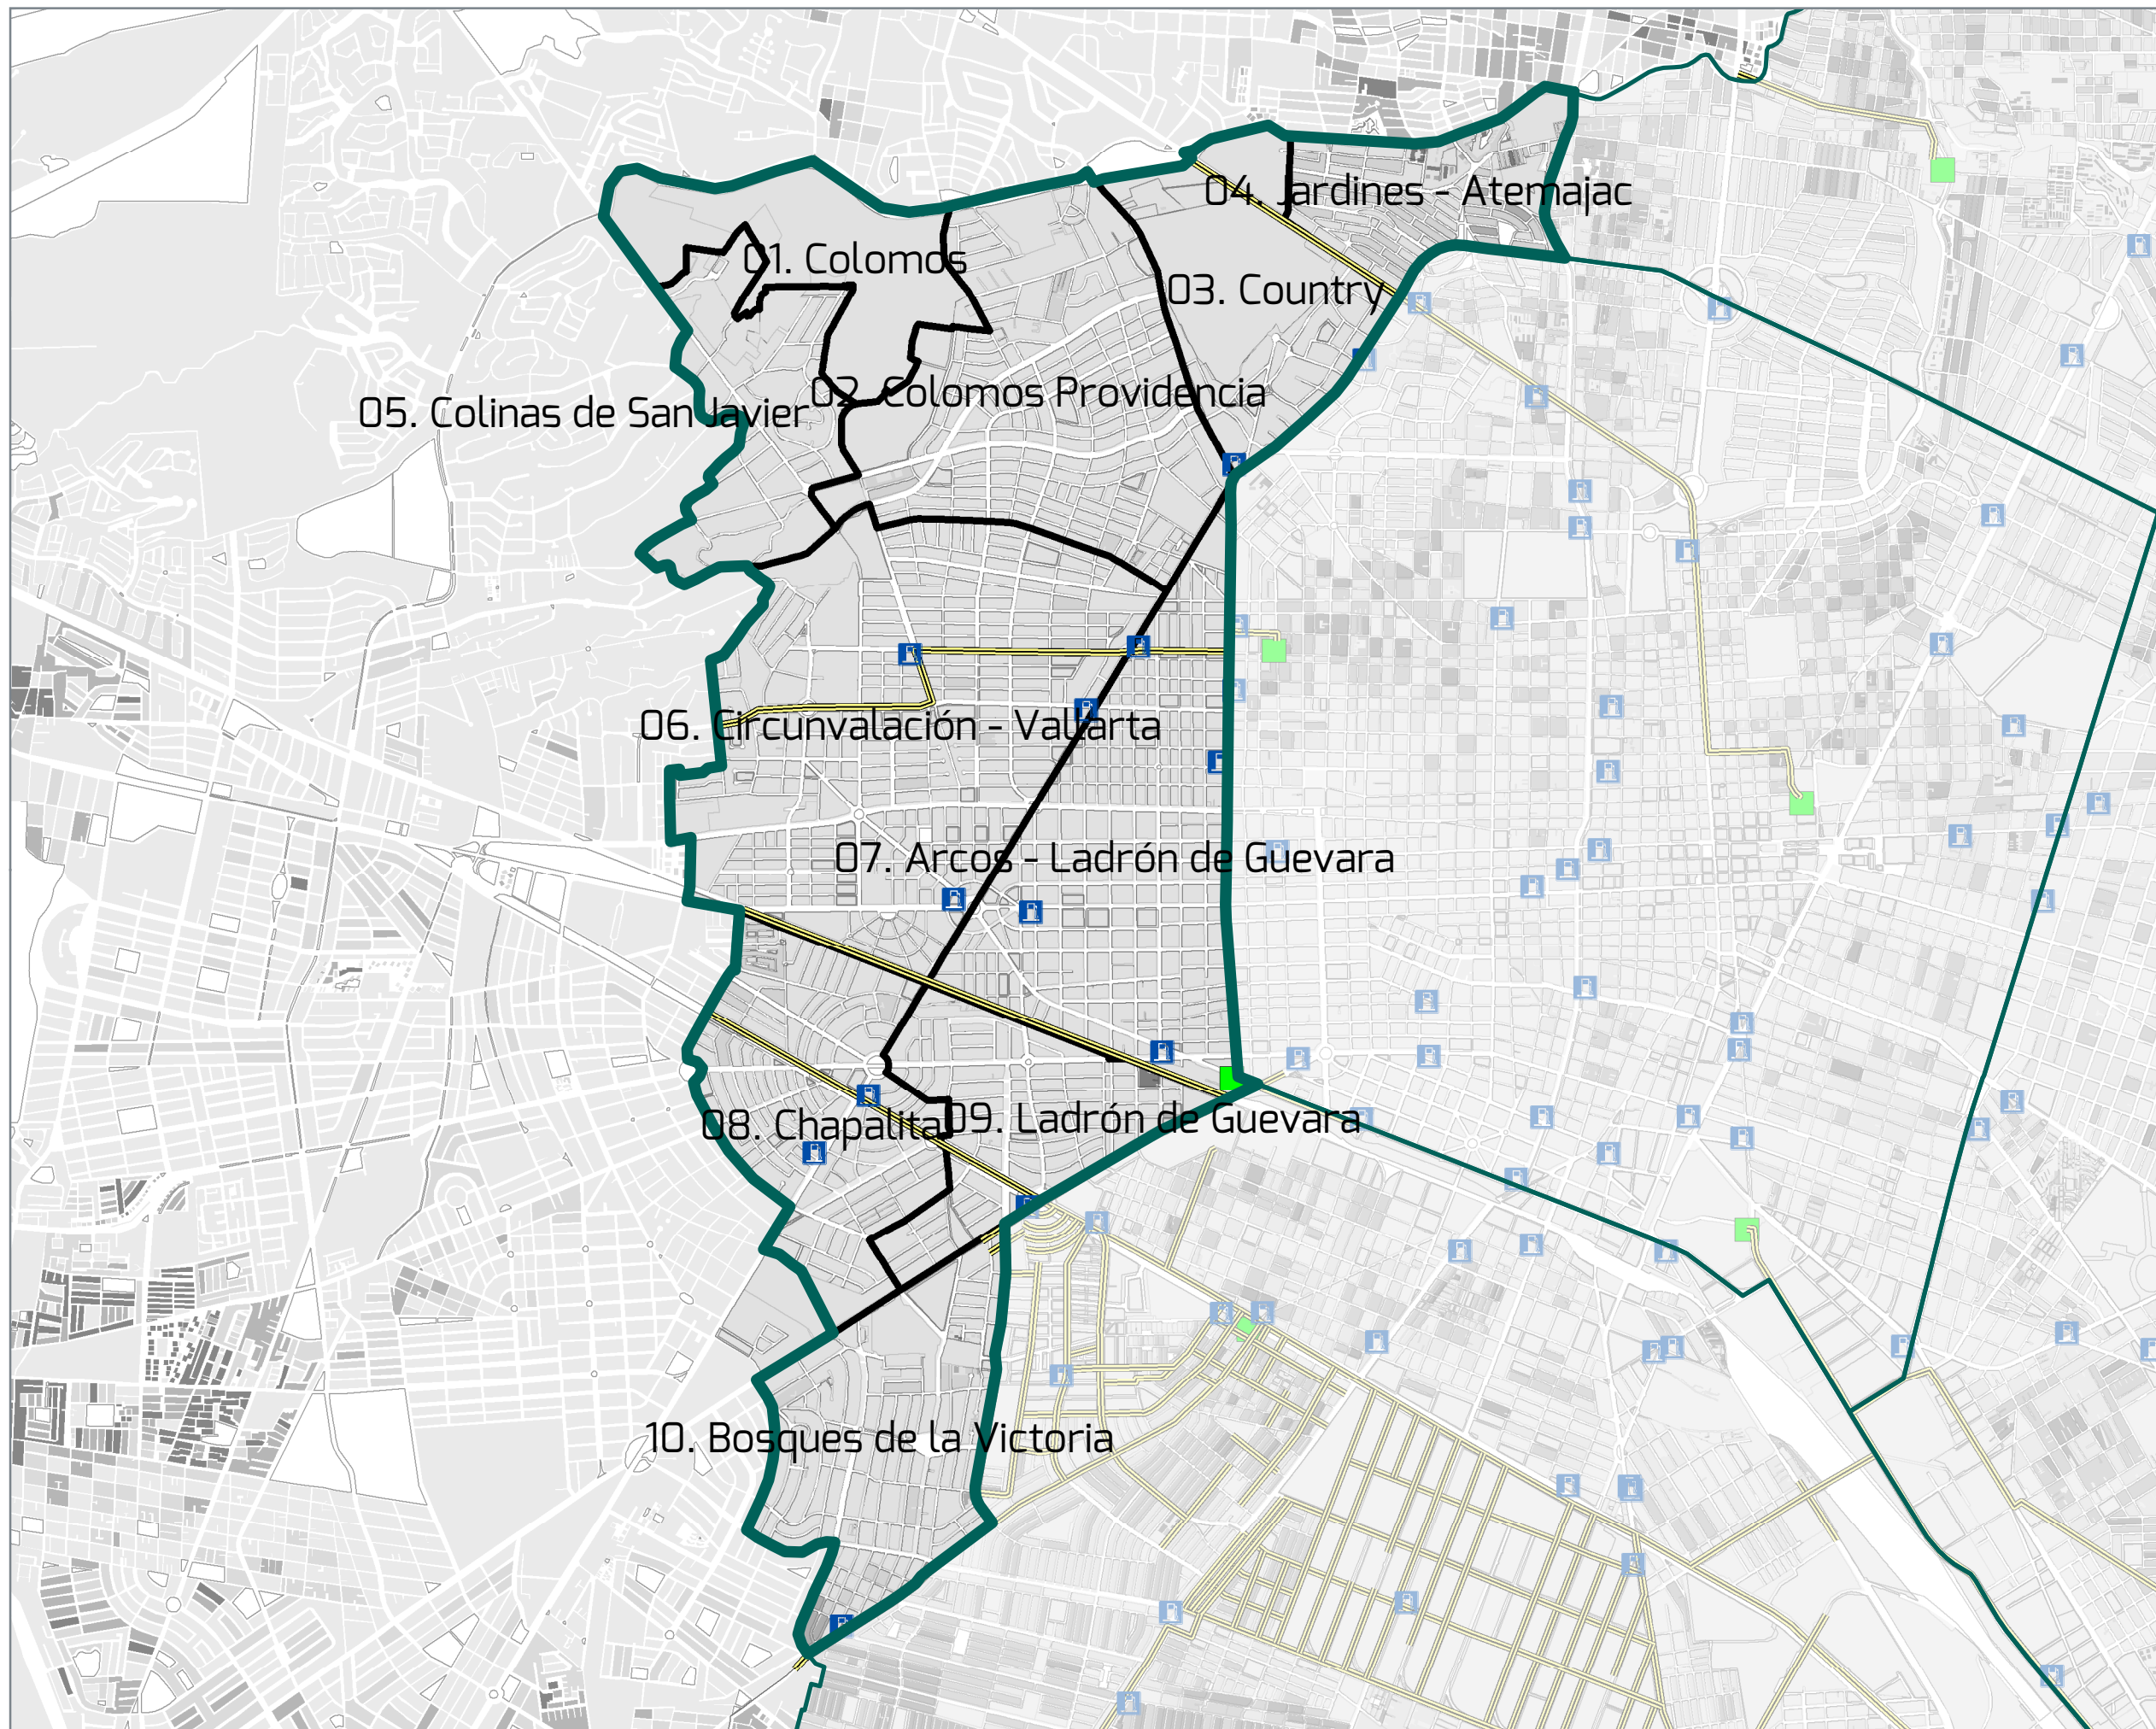 04. Jardines - Atemajac
01. Colomos
03. Country
02. Colomos Providencia
05. Colinas de San Javier
06. Circunvalación - Vallarta
07. Arcos - Ladrón de Guevara
09. Ladrón de Guevara
08. Chapalita
10. Bosques de la Victoria